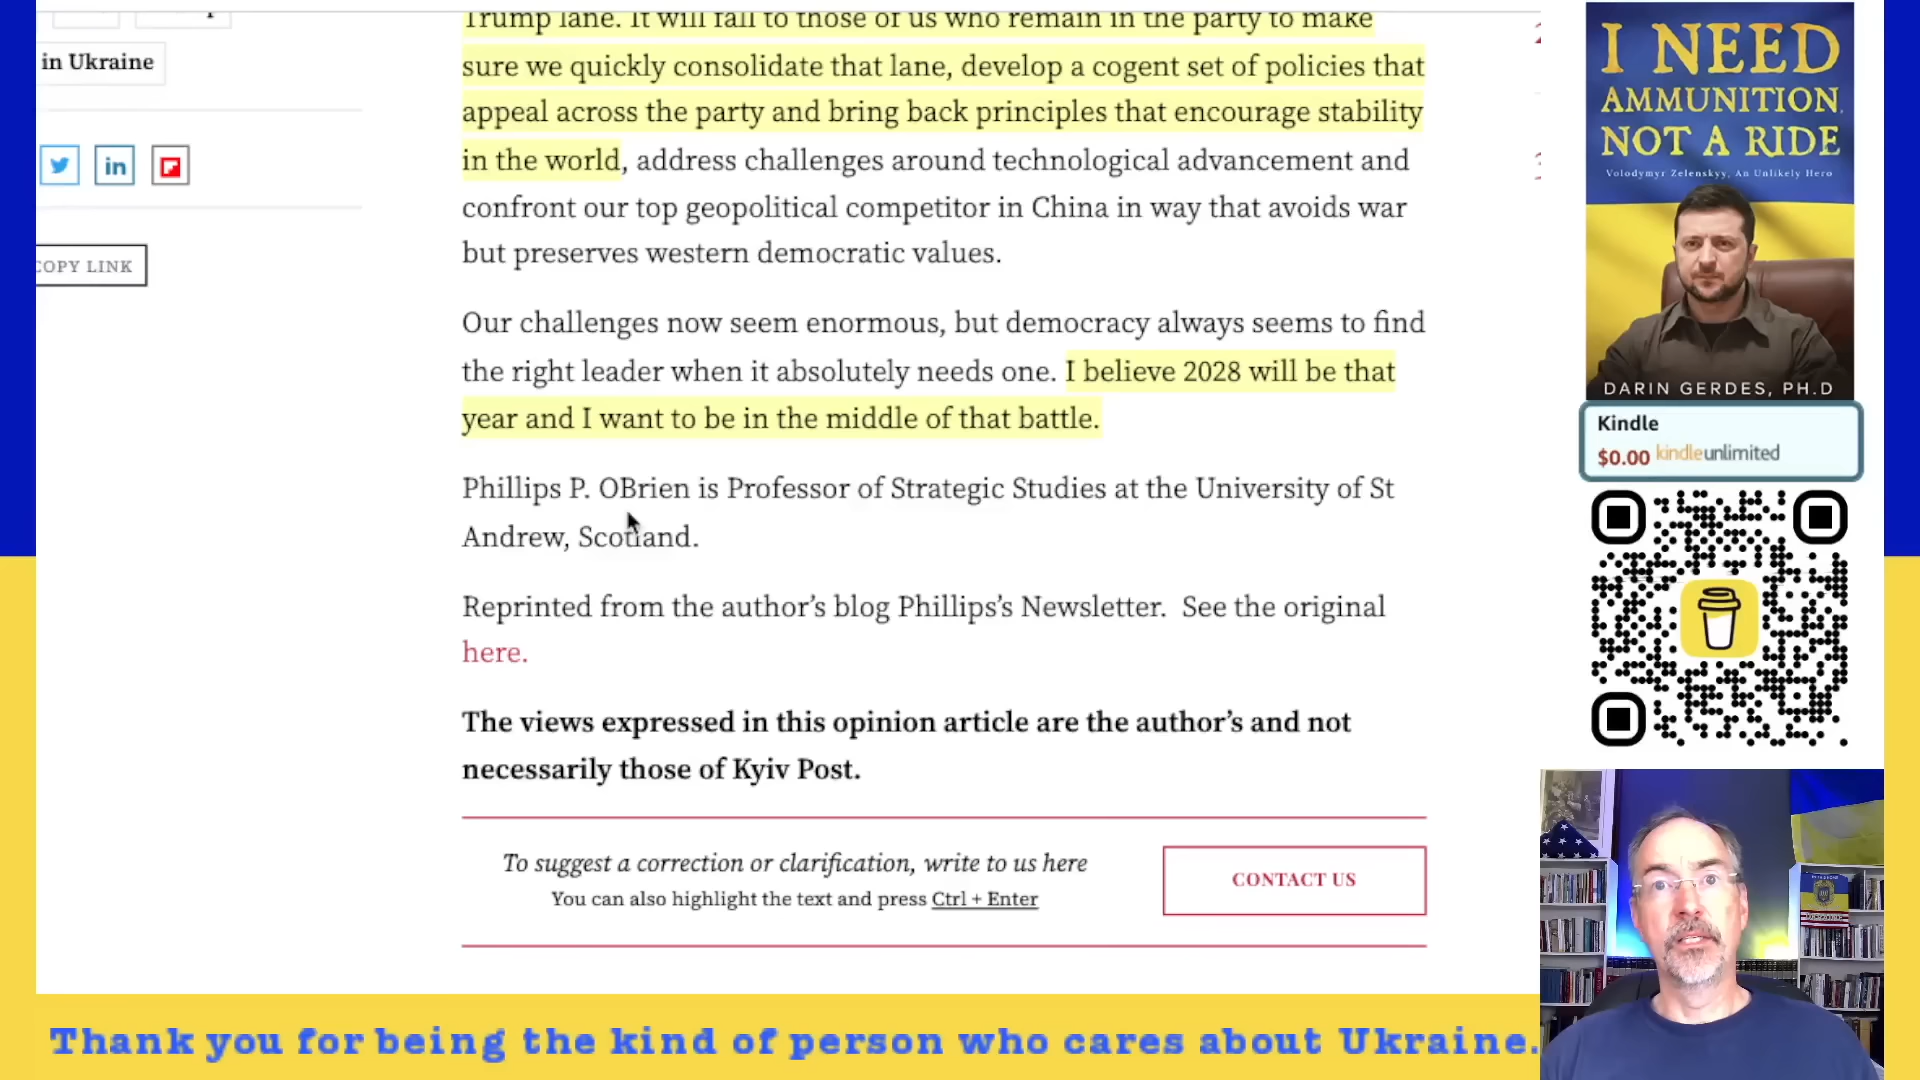 in Ukraine
COPY LINK
Trump lane. It will fall to those of us who remain in the party to make
sure we quickly consolidate that lane, develop a cogent set of policies that
appeal across the party and bring back principles that encourage stability
in the world, address challenges around technological advancement and
confront our top geopolitical competitor in China in way that avoids war
but preserves western democratic values.
Our challenges now seem enormous, but democracy always seems to find
the right leader when it absolutely needs one. I believe 2028 will be that
year and I want to be in the middle of that battle.
Phillips P. OBrien is Professor of Strategic Studies at the University of St
Andrew, Scotland.
Reprinted from the author’s blog Phillips’s Newsletter. See the original
here.
The views expressed in this opinion article are the author’s and not
necessarily those of Kyiv Post.
To suggest a correction or clarification, write to us here
You can also highlight the text and press Ctrl + Enter
CONTACT US
I NEED
AMMUNITION,
NOT A RIDE
Volodymyr Zelenskyy, An Unlikely Hero
DARIN GERDES, PH.D
Kindle
$0.00 kindleunlimited
Thank you for being the kind of person who cares about Ukraine.